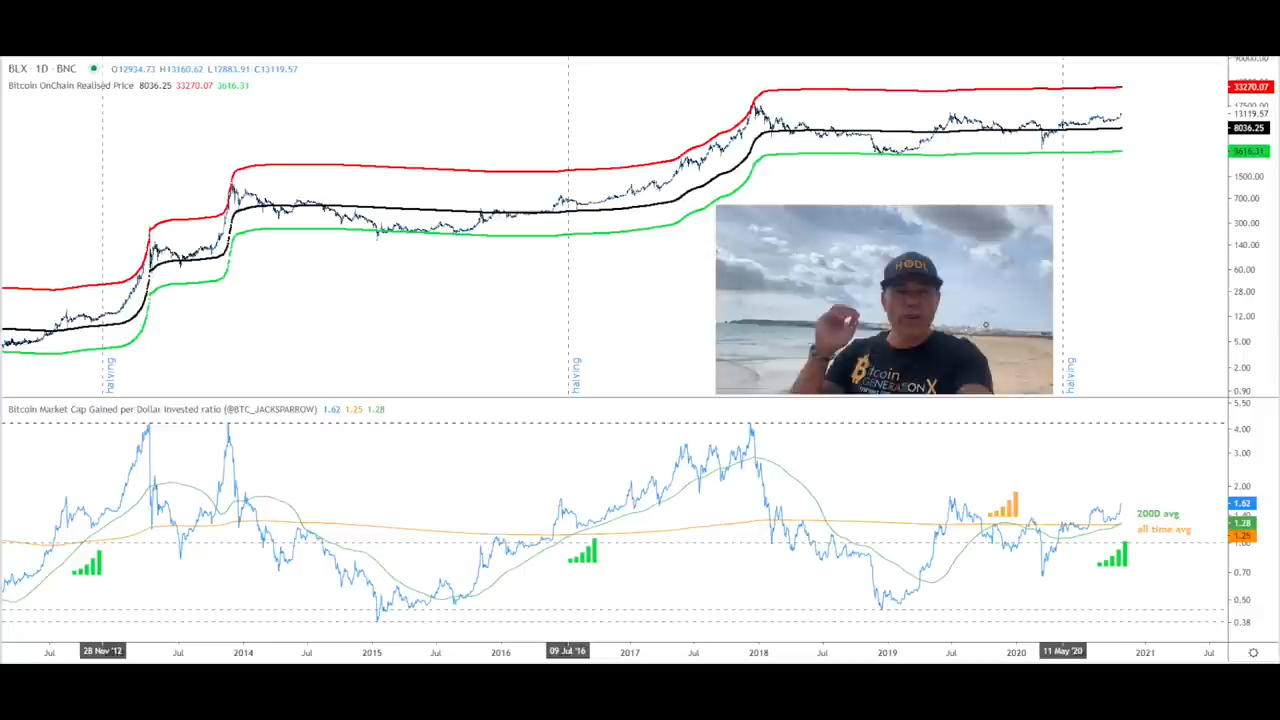 BLX · 1D · BNC O12934.73 H13160.62 L12883.91 C13119.57
Bitcoin OnChain Realised Price 8036.25 33270.07 3616.31
33270.07
13119.57
8036.25
3616.31
1500.00
700.00
300.00
140.00
60.00
28.00
12.00
5.00
2.00
0.90
halving
halving
halving
HODL
Bitcoin
GENERATION X
Bitcoin Market Cap Gained per Dollar Invested ratio (@BTC_JACKSPARROW) 1.62 1.25 1.28
5.50
4.00
3.00
2.00
1.62
1.28
1.25
1.00
0.70
0.50
0.38
200D avg
all time avg
Jul 28 Nov '12 Jul 2014 Jul 2015 Jul 2016 09 Jul '16 2017 Jul 2018 Jul 2019 Jul 2020 11 May '20 2021 Jul